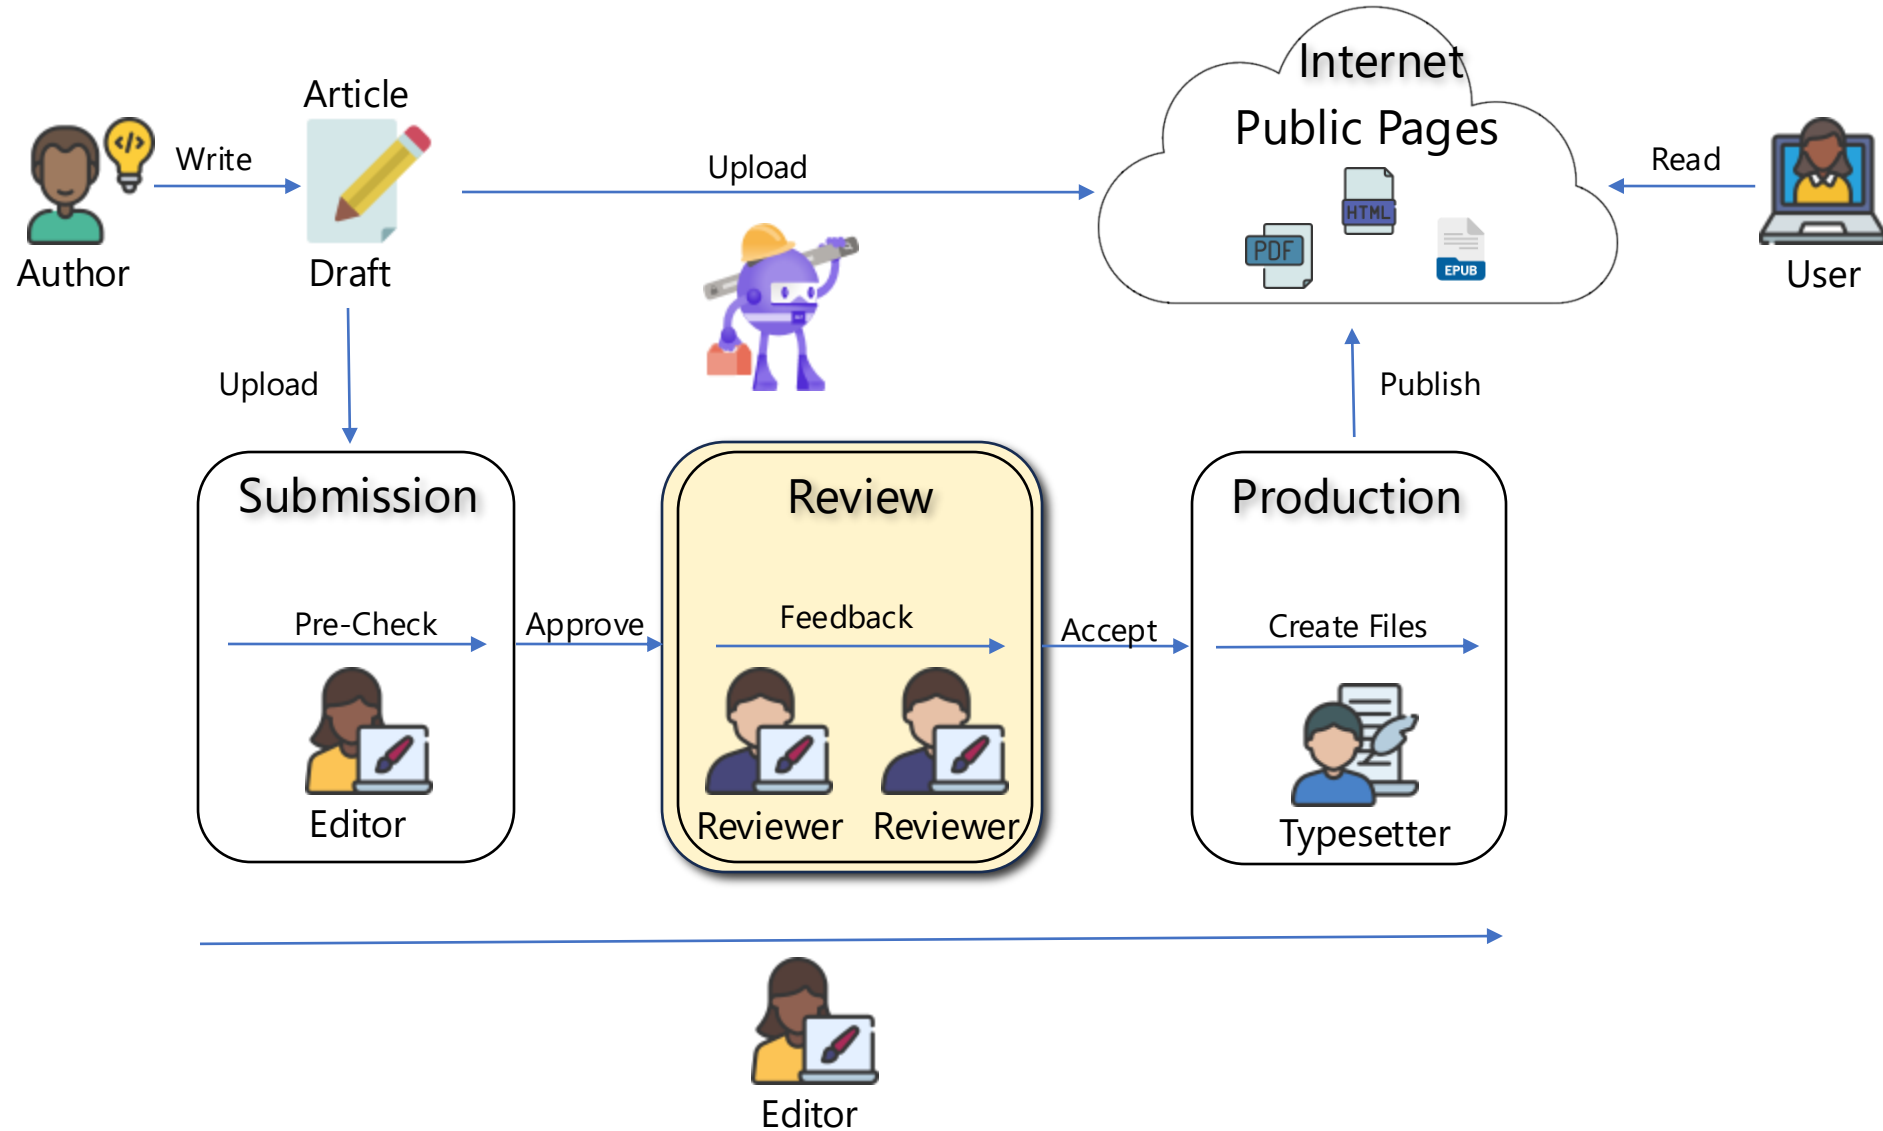 Internet
Public Pages
Article
Write
Upload
Read
HTML
PDF
EPUB
Author
Draft
User
Upload
Publish
Submission
Review
Production
Pre-Check
Approve
Feedback
Accept
Create Files
Editor
Reviewer
Reviewer
Typesetter
Editor